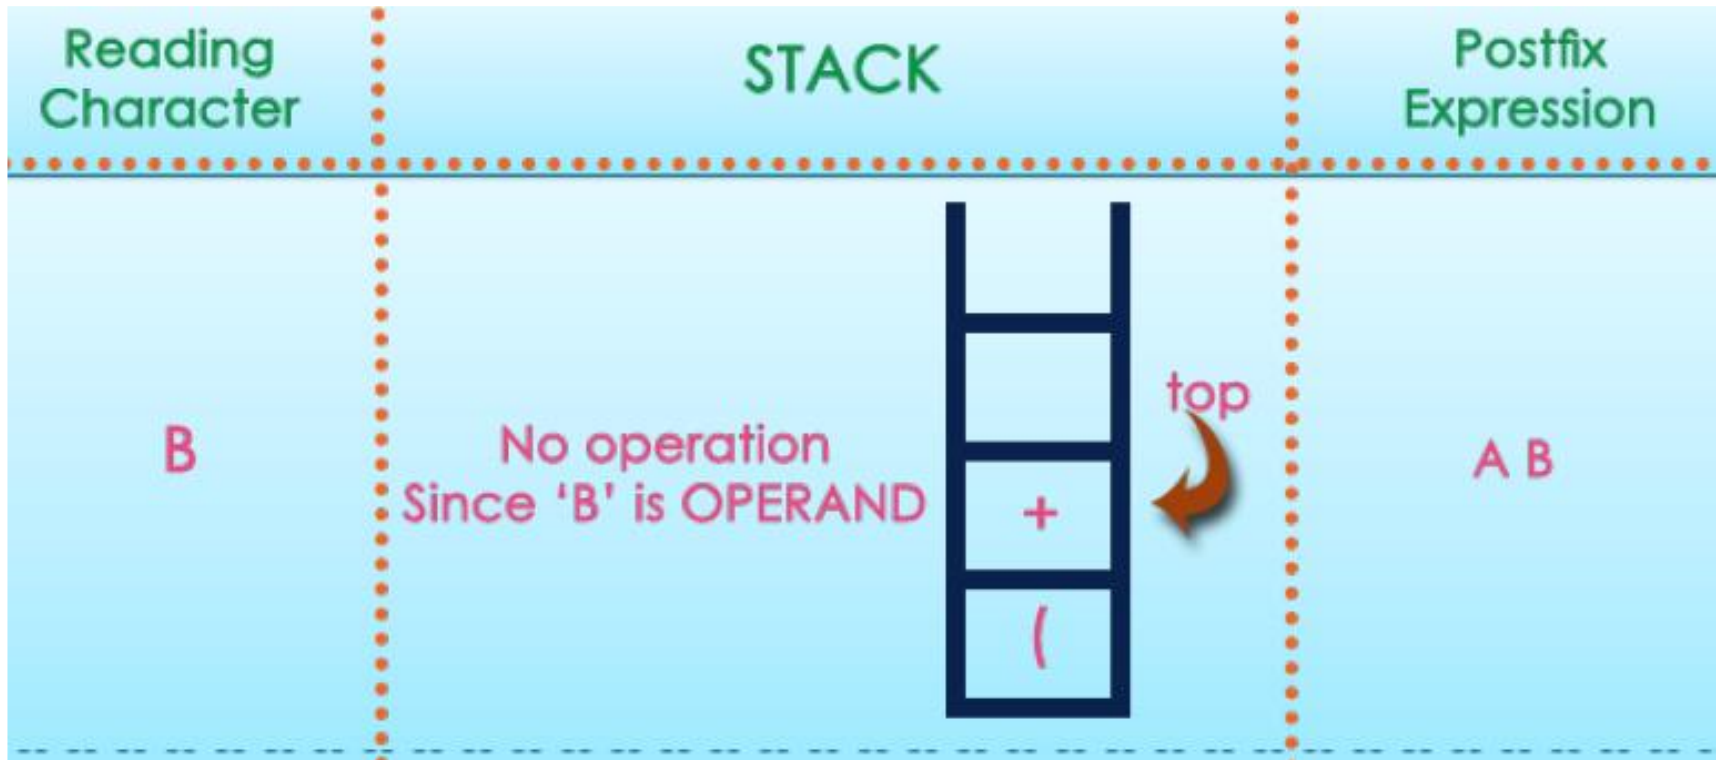 Reading
Character
STACK
Postfix
Expression
B
No operation
Since ‘B’ is OPERAND
+
(
top
A B